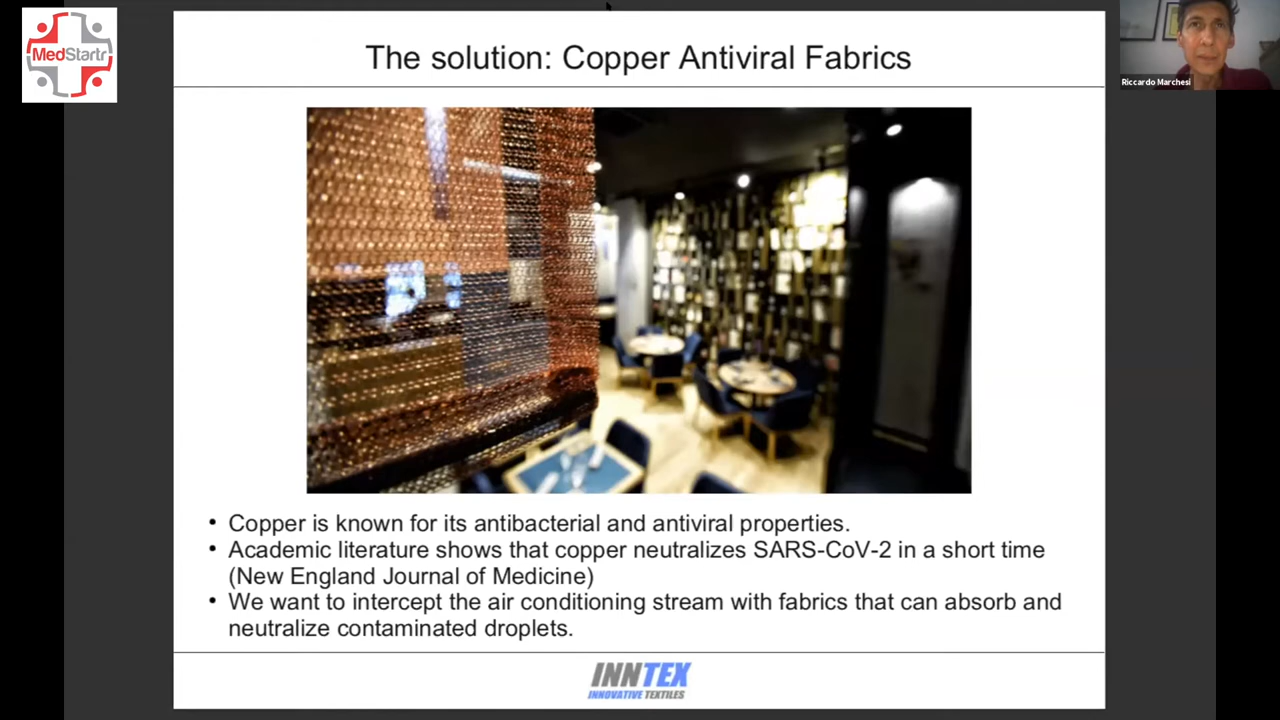 MedStartr
The solution: Copper Antiviral Fabrics
Riccardo Marchesi
• Copper is known for its antibacterial and antiviral properties.
• Academic literature shows that copper neutralizes SARS-CoV-2 in a short time
(New England Journal of Medicine)
• We want to intercept the air conditioning stream with fabrics that can absorb and
neutralize contaminated droplets.
INNTEX
INNOVATIVE TEXTILES